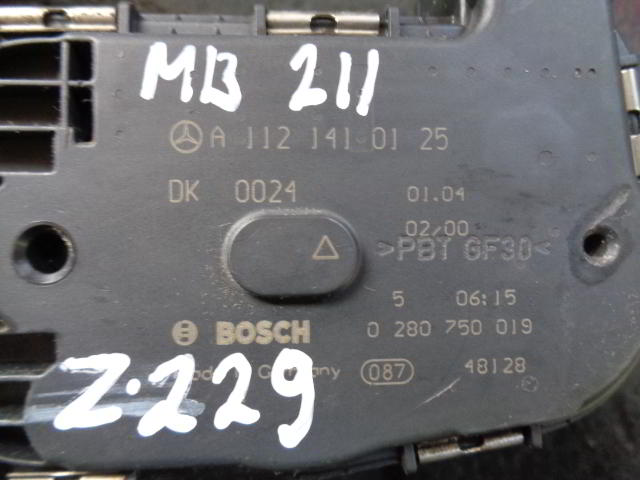 MB 211
A 112 141 01 25
DK 0024 01.04
02/00
>PBT GF30<
5 06:15
BOSCH 0 280 750 019
Germany 087 48128
Z.229